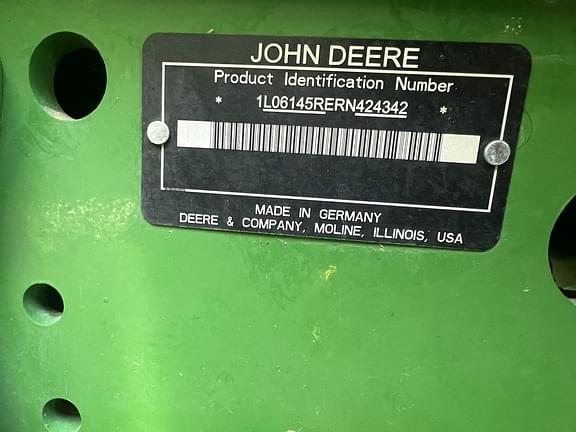 JOHN DEERE
Product Identification Number
* 1L06145RERN424342 *
MADE IN GERMANY
DEERE & COMPANY, MOLINE, ILLINOIS, USA